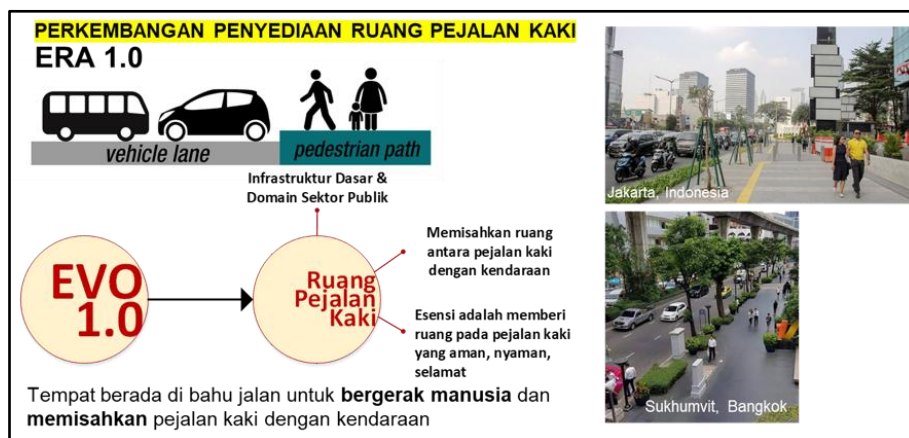 PERKEMBANGAN PENYEDIAAN RUANG PEJALAN KAKI
ERA 1.0
vehicle lane
pedestrian path
Infrastruktur Dasar &
Domain Sektor Publik
EVO
1.0
Ruang
Pejalan
Kaki
Memisahkan ruang
antara pejalan kaki
dengan kendaraan
Esensi adalah memberi
ruang pada pejalan kaki
yang aman, nyaman,
selamat
Tempat berada di bahu jalan untuk bergerak manusia dan
memisahkan pejalan kaki dengan kendaraan
Jakarta, Indonesia
Sukhumvit, Bangkok